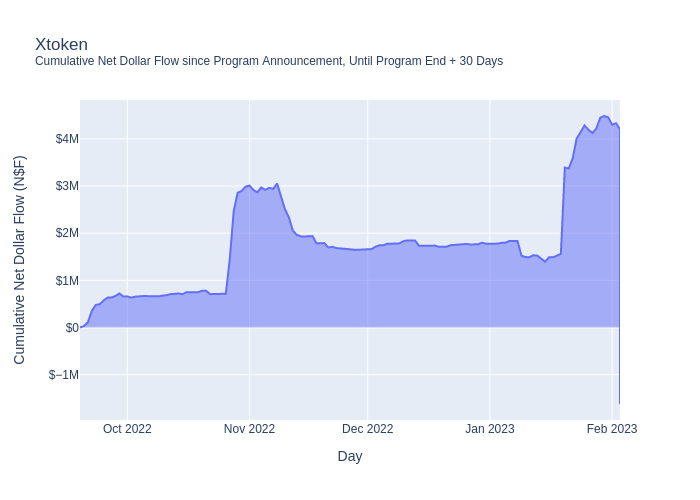 Xtoken
Cumulative Net Dollar Flow since Program Announcement, Until Program End + 30 Days
Cumulative Net Dollar Flow (N$F)
$4M
$3M
$2M
$1M
$0
$−1M
Oct 2022
Nov 2022
Dec 2022
Jan 2023
Feb 2023
Day